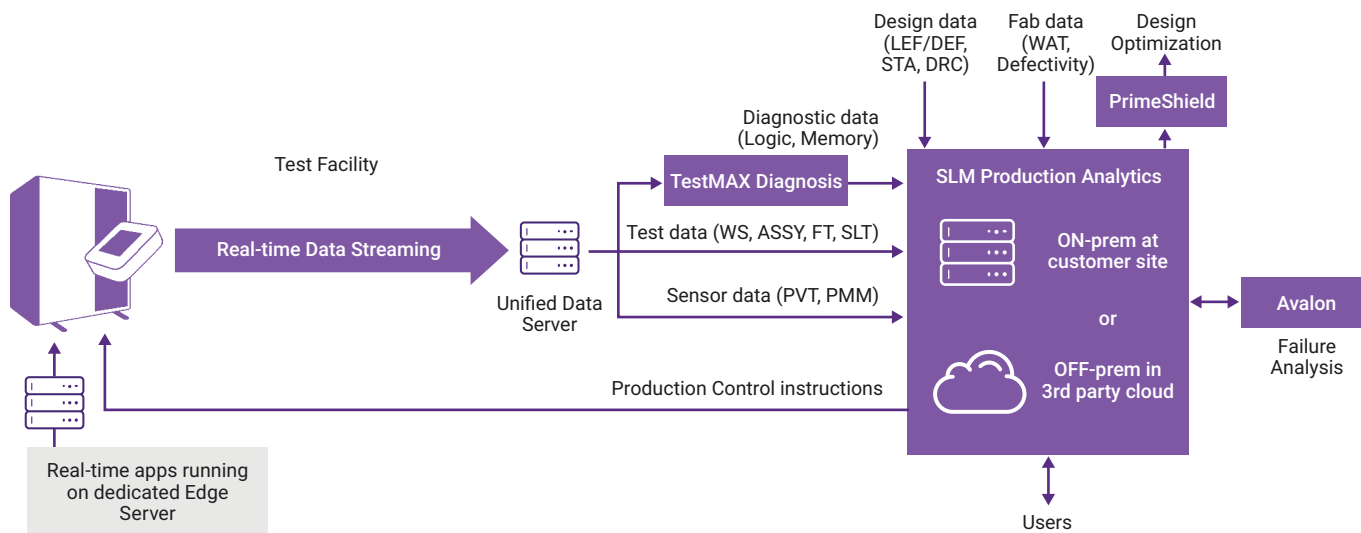 Design data
(LEF/DEF,
STA, DRC)
Fab data
(WAT,
Defectivity)
Design
Optimization
PrimeShield
Diagnostic data
(Logic, Memory)
Test Facility
TestMAX Diagnosis
SLM Production Analytics
Real-time Data Streaming
Test data (WS, ASSY, FT, SLT)
ON-prem at
customer site
Unified Data
Server
Sensor data (PVT, PMM)
or
Avalon
Failure
Analysis
OFF-prem in
3rd party cloud
Production Control instructions
Real-time apps running
on dedicated Edge
Server
Users